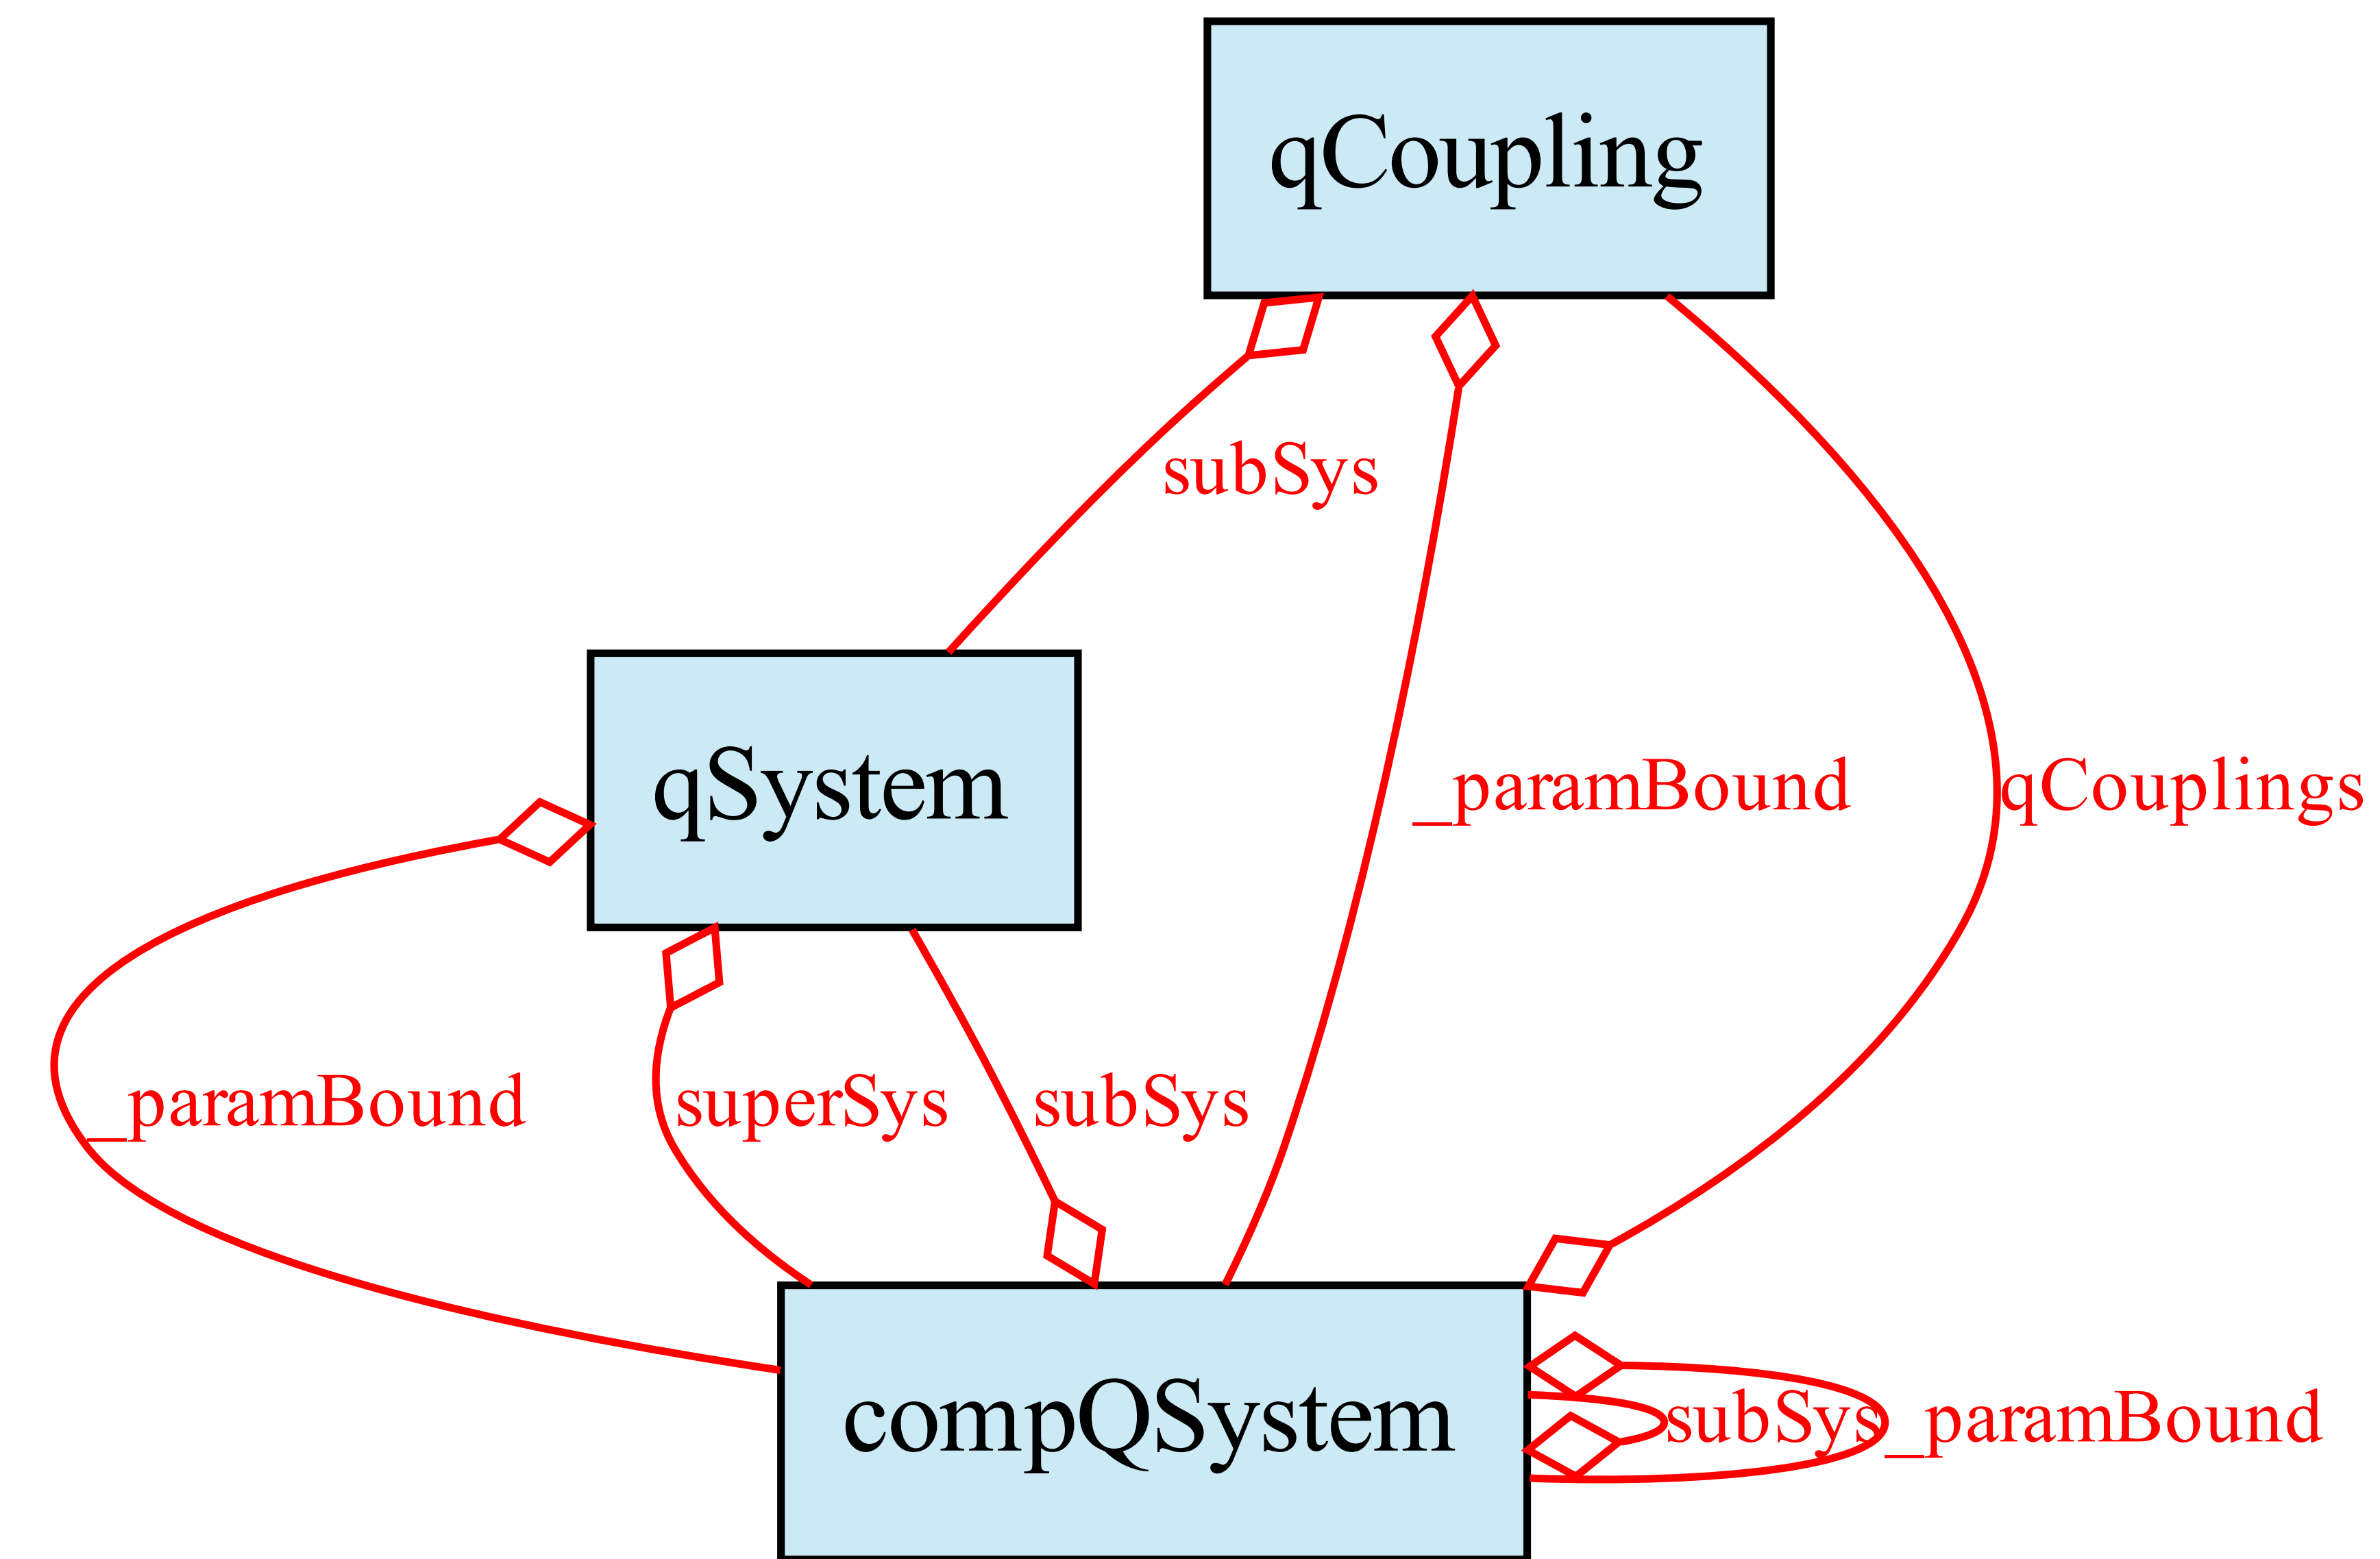 qCoupling
subSys
qSystem
_paramBound
qCouplings
_paramBound
superSys
subSys
compQSystem
subSys
_paramBound